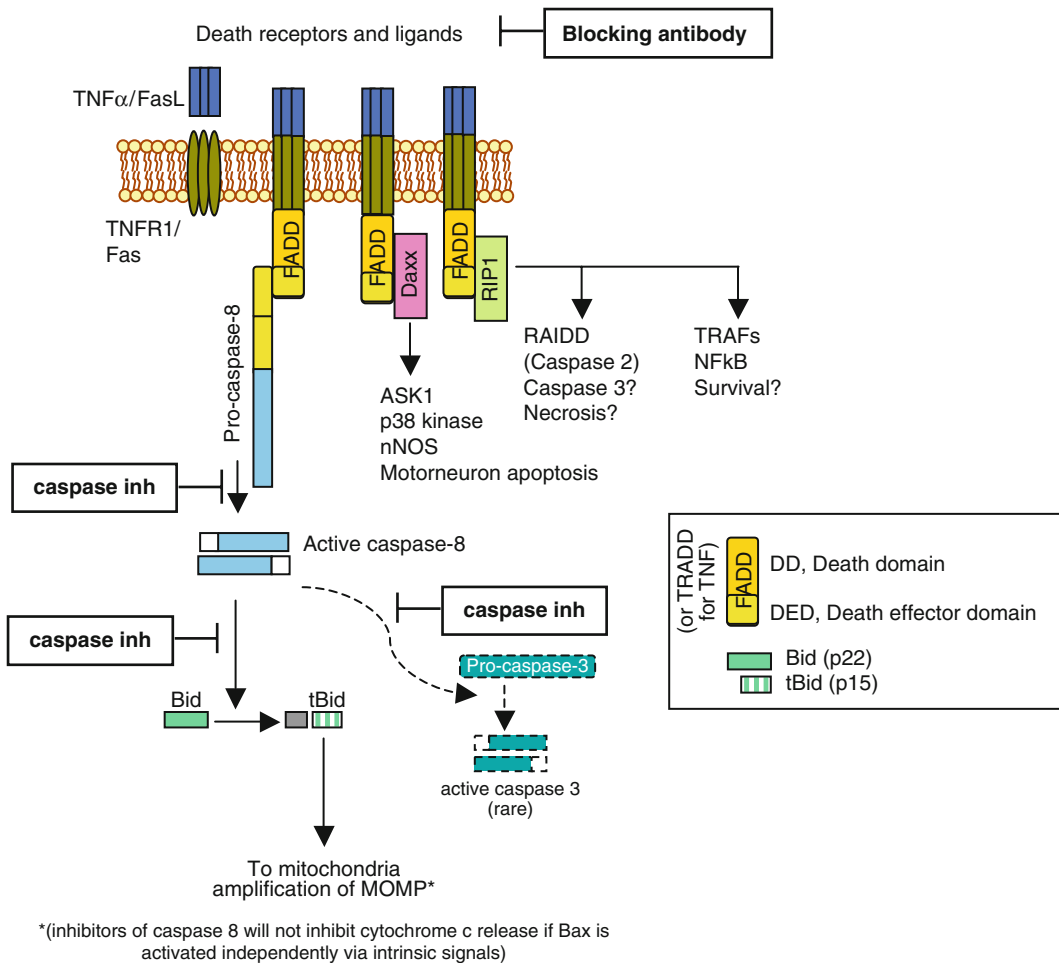 Death receptors and ligands
Blocking antibody
TNFα/FasL
TNFR1/
Fas
FADD
FADD
FADD
Daxx
RIP1
Pro-caspase-8
RAIDD
(Caspase 2)
Caspase 3?
Necrosis?
TRAFs
NFkB
Survival?
ASK1
p38 kinase
nNOS
Motorneuron apoptosis
caspase inh
Active caspase-8
caspase inh
caspase inh
Pro-caspase-3
Bid
tBid
active caspase 3
(rare)
To mitochondria
amplification of MOMP*
*(inhibitors of caspase 8 will not inhibit cytochrome c release if Bax is
activated independently via intrinsic signals)
(or TRADD
for TNF)
FADD
DD, Death domain
DED, Death effector domain
Bid (p22)
tBid (p15)